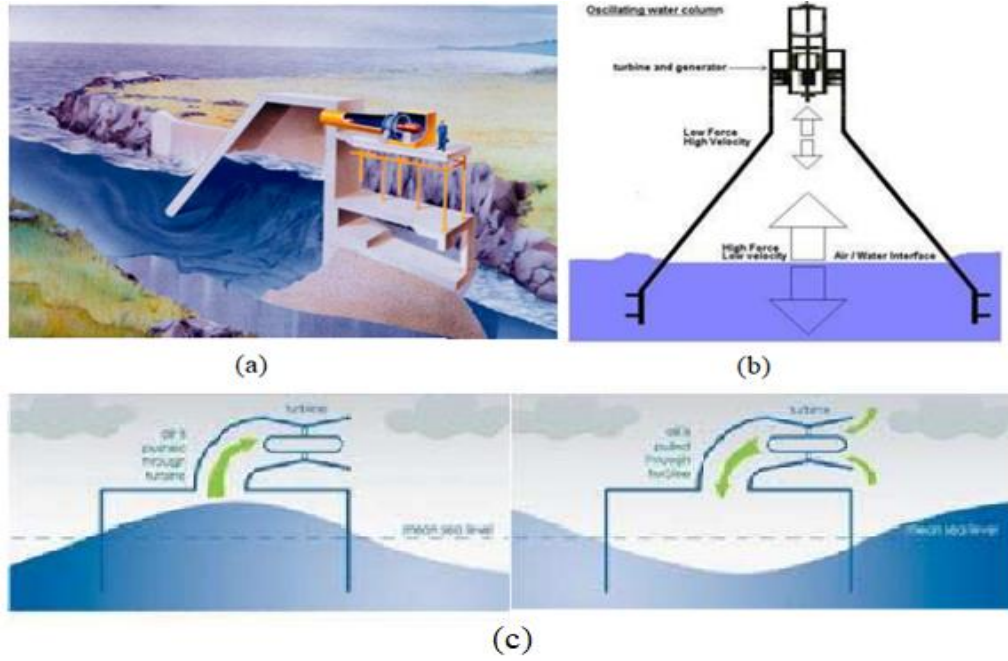 Oscillating water column
turbine and generator
Low Force
High Velocity
High Force
Low velocity
Air / Water Interface
(a)
(b)
turbine
air is
pushed
through
turbine
mean sea level
turbine
air is
pulled
through
turbine
mean sea level
(c)